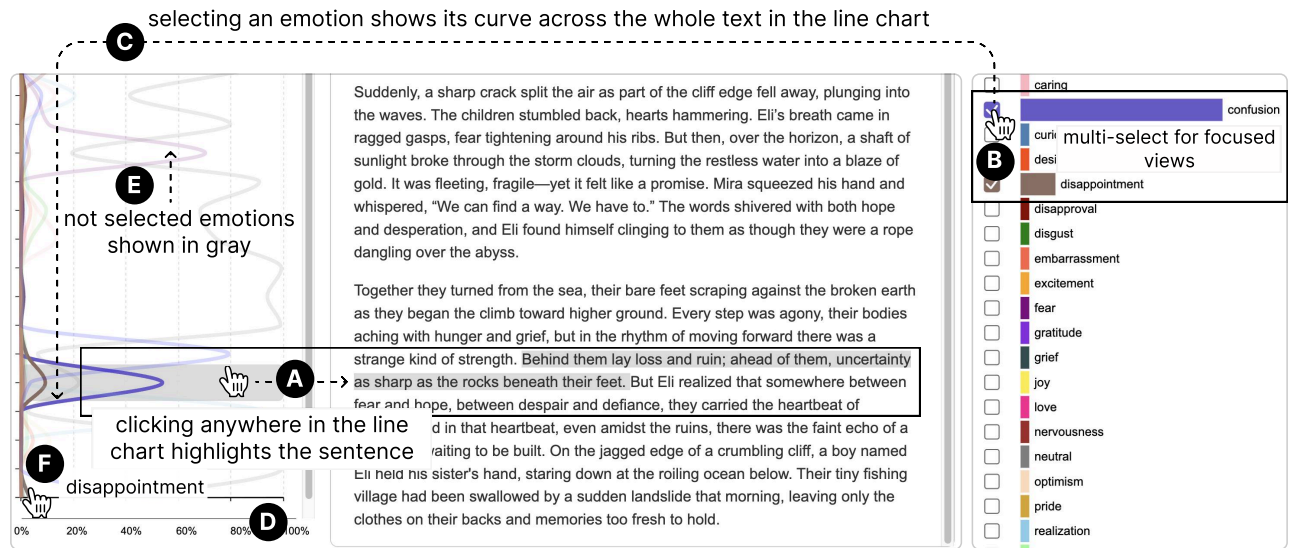 selecting an emotion shows its curve across the whole text in the line chart
C
Suddenly, a sharp crack split the air as part of the cliff edge fell away, plunging into
the waves. The children stumbled back, hearts hammering. Eli's breath came in
ragged gasps, fear tightening around his ribs. But then, over the horizon, a shaft of
sunlight broke through the storm clouds, turning the restless water into a blaze of
gold. It was fleeting, fragile—yet it felt like a promise. Mira squeezed his hand and
whispered, “We can find a way. We have to.” The words shivered with both hope
and desperation, and Eli found himself clinging to them as though they were a rope
dangling over the abyss.
Together they turned from the sea, their bare feet scraping against the broken earth
as they began the climb toward higher ground. Every step was agony, their bodies
aching with hunger and grief, but in the rhythm of moving forward there was a
strange kind of strength. Behind them lay loss and ruin; ahead of them, uncertainty
as sharp as the rocks beneath their feet. But Eli realized that somewhere between
fear and hope, between despair and defiance, they carried the heartbeat of
d in that heartbeat, even amidst the ruins, there was the faint echo of a
aiting to be built. On the jagged edge of a crumbling cliff, a boy named
Eli held his sister's hand, staring down at the roiling ocean below. Their tiny fishing
village had been swallowed by a sudden landslide that morning, leaving only the
clothes on their backs and memories too fresh to hold.
E
not selected emotions
shown in gray
A
clicking anywhere in the line
chart highlights the sentence
F
disappointment
D
0% 20% 40% 60% 80% 100%
caring
confusion
curi
desi
B
multi-select for focused
views
disappointment
disapproval
disgust
embarrassment
excitement
fear
gratitude
grief
joy
love
nervousness
neutral
optimism
pride
realization